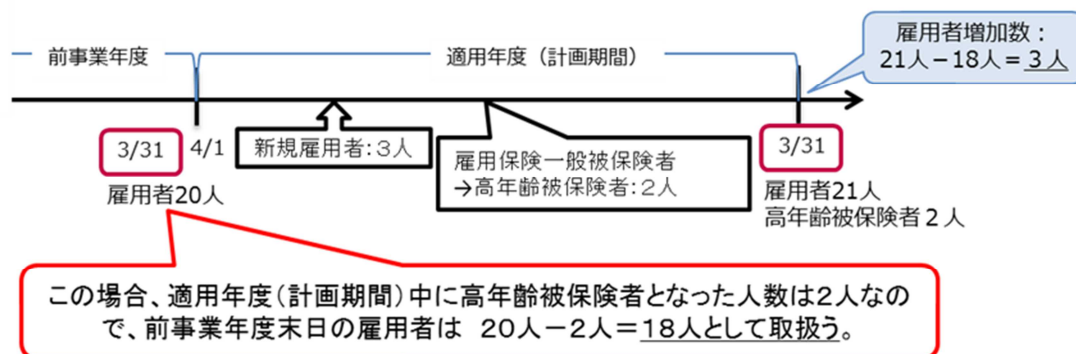 雇用者増加数：
21人－18人＝３人
前事業年度
適用年度（計画期間）
3/31
4/1
新規雇用者：３人
雇用保険一般被保険者
→高年齢被保険者：２人
3/31
雇用者20人
雇用者21人
高年齢被保険者２人
この場合、適用年度（計画期間）中に高年齢被保険者となった人数は２人なの
で、前事業年度末日の雇用者は　20人－２人＝18人として取扱う。